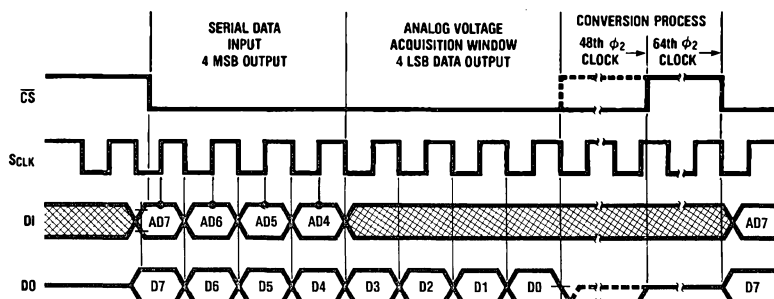 SERIAL DATA
INPUT
4 MSB OUTPUT
ANALOG VOLTAGE
ACQUISITION WINDOW
4 LSB DATA OUTPUT
CONVERSION PROCESS
48th ϕ2
CLOCK
64th ϕ2
CLOCK
CS
SCLK
DI
AD7
AD6
AD5
AD4
AD7
DO
D7
D6
D5
D4
D3
D2
D1
D0
D7